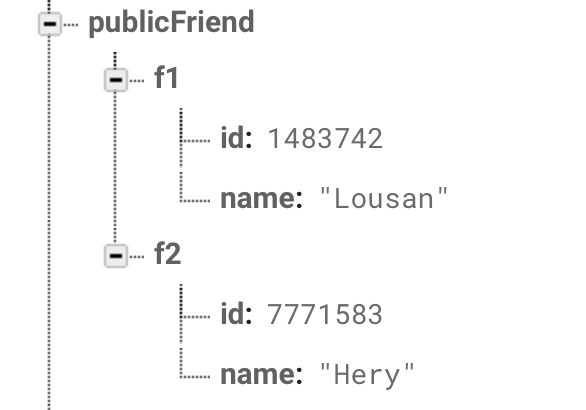 publicFriend
f1
id: 1483742
name: "Lousan"
f2
id: 7771583
name: "Hery"